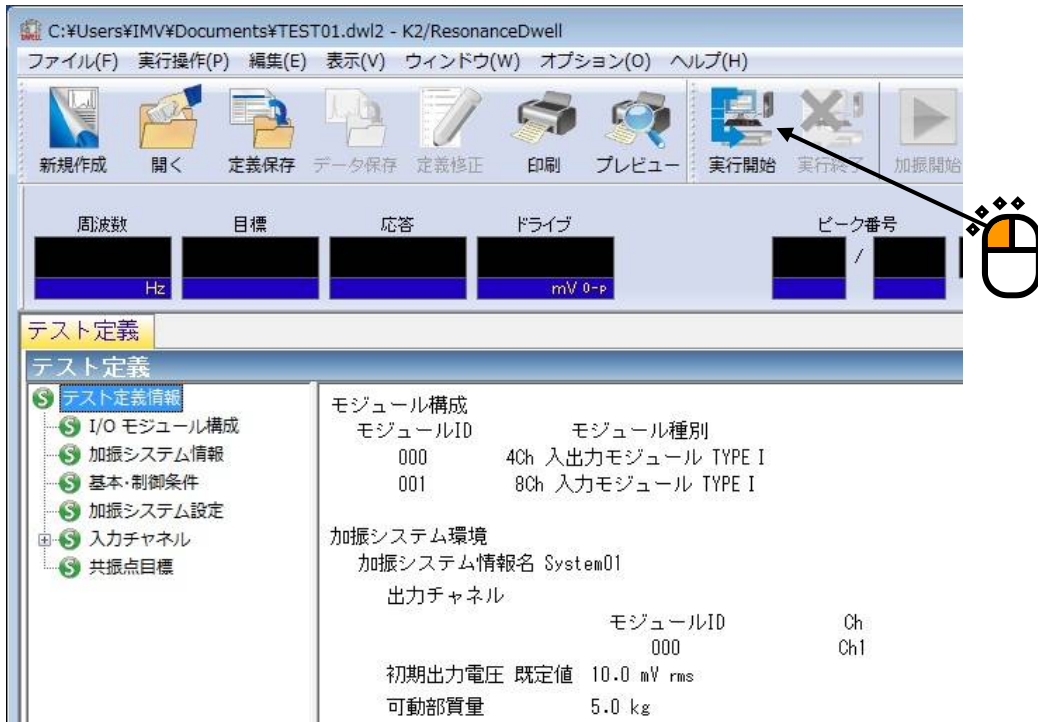 C:¥Users¥IMV¥Documents¥TEST01.dwl2 - K2/ResonanceDwell
ファイル(F) 実行操作(P) 編集(E) 表示(V) ウィンドウ(W) オプション(O) ヘルプ(H)
新規作成 開く 定義保存 データ保存 定義修正 印刷 プレビュー 実行開始 実行終了 加振開始
周波数 目標 応答 ドライブ ピーク番号
/
Hz mV 0-p
テスト定義
テスト定義
テスト定義情報
I/O モジュール構成
加振システム情報
基本・制御条件
加振システム設定
入力チャネル
共振点目標
モジュール構成
モジュールID モジュール種別
000 4Ch 入出力モジュール TYPE I
001 8Ch 入力モジュール TYPE I
加振システム環境
加振システム情報名 System01
出力チャネル
モジュールID Ch
000 Ch1
初期出力電圧 既定値 10.0 mV rms
可動部質量 5.0 kg